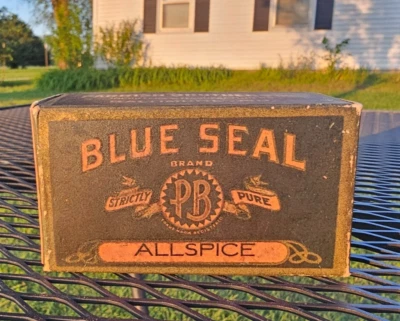 BLUE SEAL
BRAND
STRICTLY PB PURE
ALLSPICE